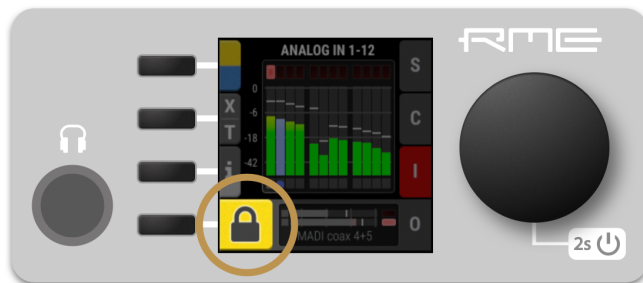 RME
ANALOG IN 1-12
S
0
X
-6
C
T
-18
i
-42
I
MADI coax 4+5
O
2s